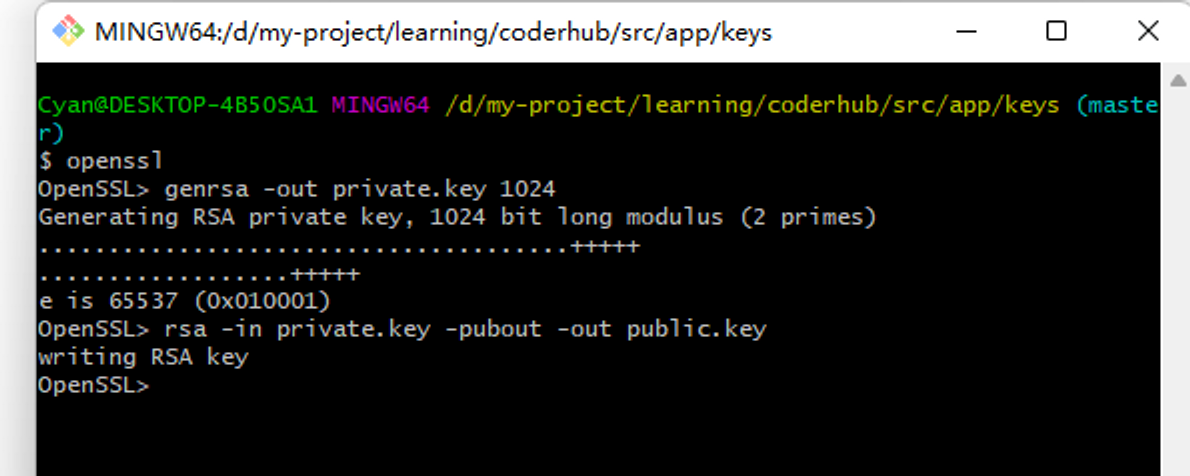 MINGW64:/d/my-project/learning/coderhub/src/app/keys
Cyan@DESKTOP-4B5OSA1 MINGW64 /d/my-project/learning/coderhub/src/app/keys (maste
r)
$ openssl
OpenSSL> genrsa -out private.key 1024
Generating RSA private key, 1024 bit long modulus (2 primes)
......................................+++++
..................+++++
e is 65537 (0x010001)
OpenSSL> rsa -in private.key -pubout -out public.key
writing RSA key
OpenSSL>